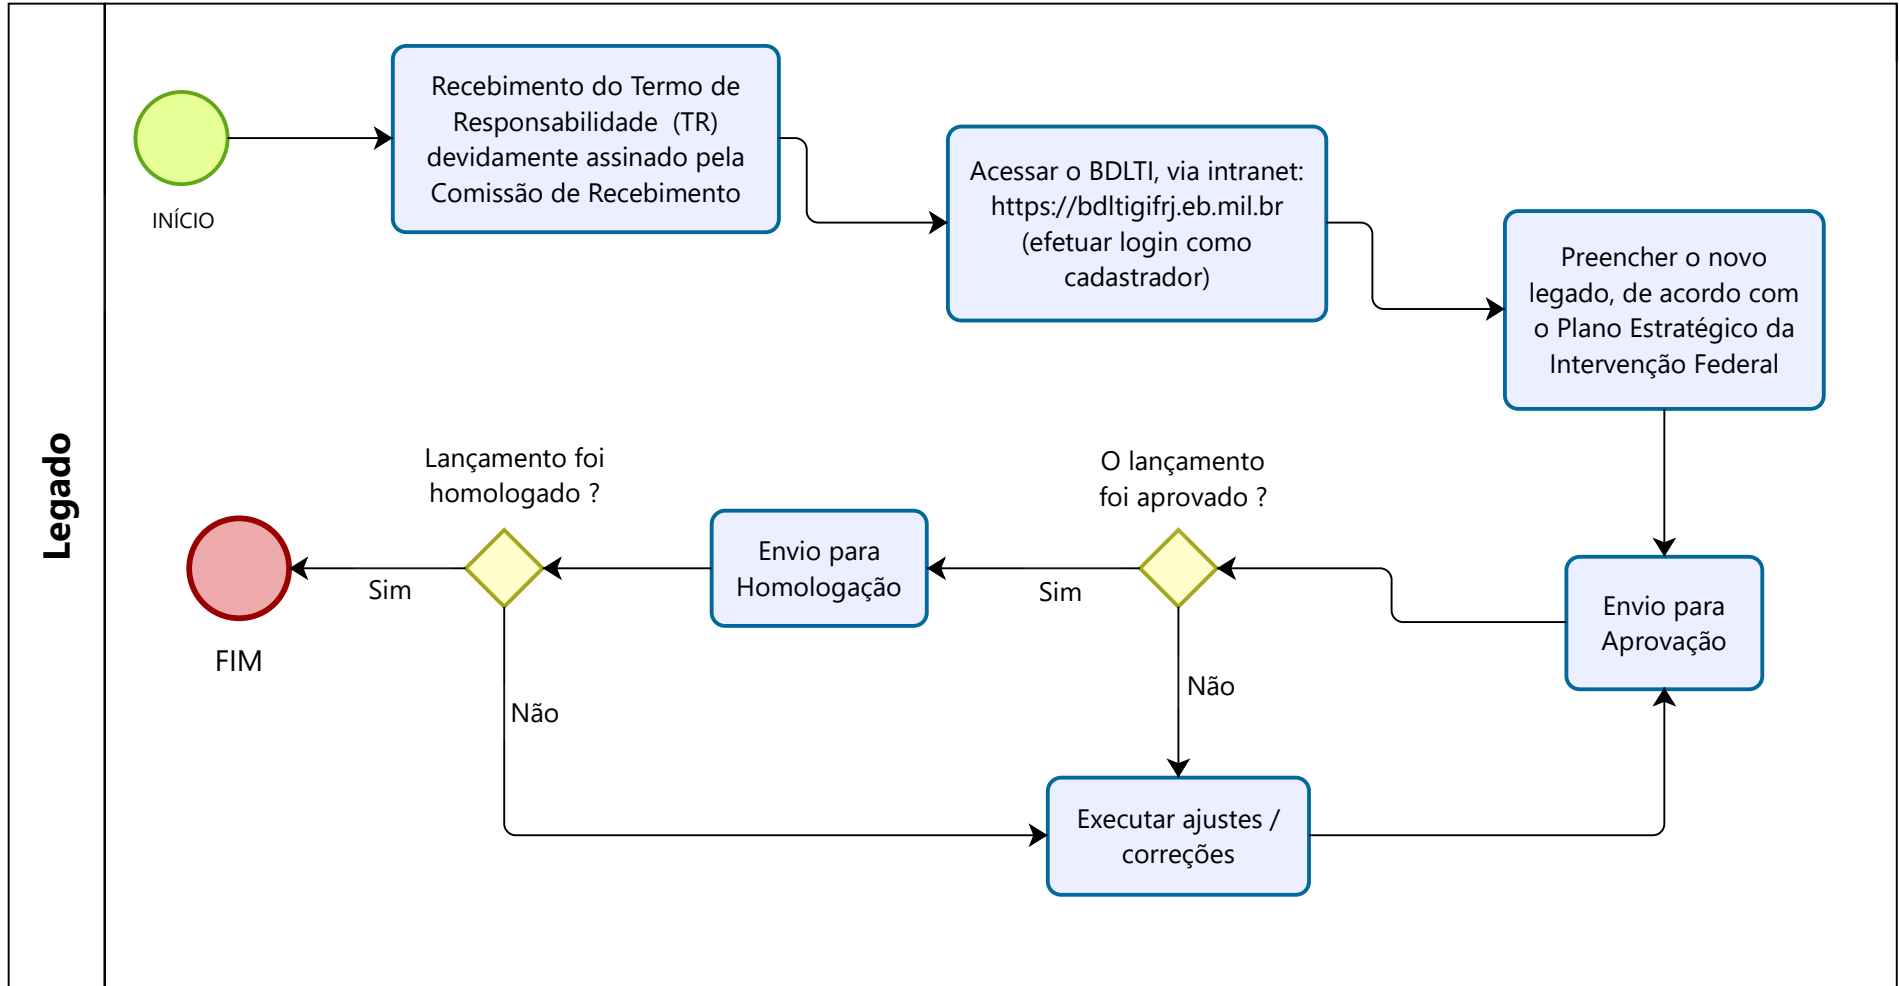 Legado
INÍCIO
Recebimento do Termo de
Responsabilidade (TR)
devidamente assinado pela
Comissão de Recebimento
Acessar o BDLTI, via intranet:
https://bdltigifrj.eb.mil.br
(efetuar login como
cadastrador)
Preencher o novo
legado, de acordo com
o Plano Estratégico da
Intervenção Federal
Envio para
Aprovação
O lançamento
foi aprovado ?
Sim
Não
Envio para
Homologação
Lançamento foi
homologado ?
Sim
Não
FIM
Executar ajustes /
correções